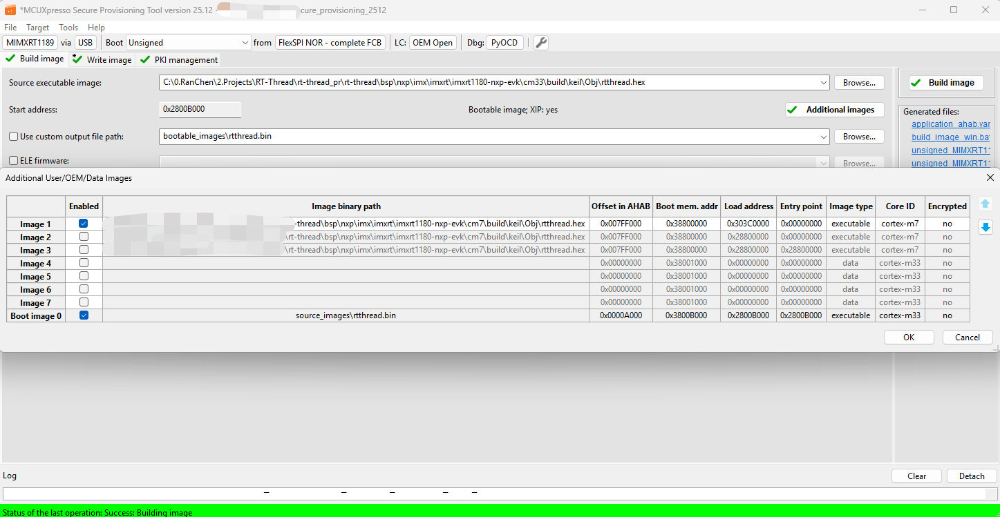 *MCUXpresso Secure Provisioning Tool version 25.12 - cure_provisioning_2512
File Target Tools Help
MIMXRT1189 via USB Boot Unsigned from FlexSPI NOR - complete FCB LC: OEM Open Dbg: PyOCD
Build image * Write image PKI management
Source executable image: C:\0.RanChen\2.Projects\RT-Thread\rt-thread_pr\rt-thread\bsp\nxp\imx\imxrt\imxrt1180-nxp-evk\cm33\build\keil\Obj\rtthread.hex Browse... Build image
Start address: 0x2800B000 Bootable image; XIP: yes Additional images Generated files:
application_ahab.yar
Use custom output file path: bootable_images\rtthread.bin Browse... build_image_win.ba
unsigned_MIMXRT1
ELE firmware: Browse... unsigned_MIMXRT1
Additional User/OEM/Data Images
Enabled Image binary path Offset in AHAB Boot mem. addr Load address Entry point Image type Core ID Encrypted
Image 1 -thread\bsp\nxp\imx\imxrt\imxrt1180-nxp-evk\cm7\build\keil\Obj\rtthread.hex 0x007FF000 0x38800000 0x303C0000 0x00000000 executable cortex-m7 no
Image 2 \rt-thread\bsp\nxp\imx\imxrt\imxrt1180-nxp-evk\cm7\build\keil\Obj\rtthread.hex 0x007FF000 0x38800000 0x28800000 0x00000000 executable cortex-m7 no
Image 3 \rt-thread\bsp\nxp\imx\imxrt\imxrt1180-nxp-evk\cm7\build\keil\Obj\rtthread.hex 0x007FF000 0x38800000 0x28800000 0x28800000 executable cortex-m7 no
Image 4 0x00000000 0x38001000 0x00000000 0x00000000 data cortex-m33 no
Image 5 0x00000000 0x38001000 0x00000000 0x00000000 data cortex-m33 no
Image 6 0x00000000 0x38001000 0x00000000 0x00000000 data cortex-m33 no
Image 7 0x00000000 0x38001000 0x00000000 0x00000000 data cortex-m33 no
Boot image 0 source_images\rtthread.bin 0x0000A000 0x3800B000 0x2800B000 0x2800B000 executable cortex-m33 no
OK Cancel
Log Clear Detach
Status of the last operation: Success: Building image